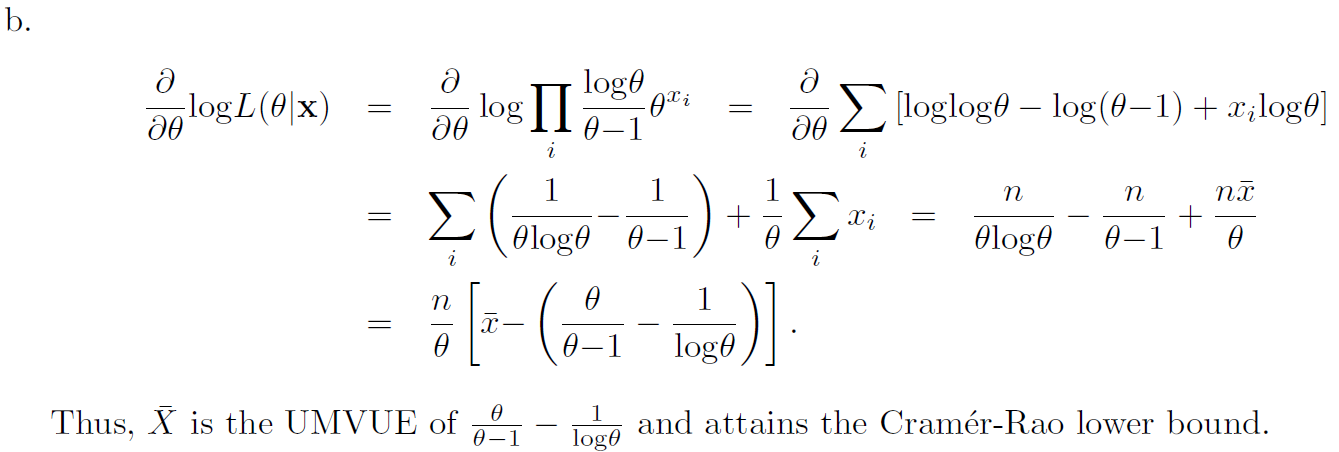 b.
∂/∂θ logL(θ|𝐱) = ∂/∂θ log ∏_i logθ/(θ−1) θ^{x_i} = ∂/∂θ ∑_i [loglogθ − log(θ−1) + x_i logθ]
= ∑_i (1/(θlogθ) − 1/(θ−1)) + 1/θ ∑_i x_i = n/(θlogθ) − n/(θ−1) + nx̄/θ
= n/θ [x̄ − (θ/(θ−1) − 1/logθ)].
Thus, X̄ is the UMVUE of θ/(θ−1) − 1/logθ and attains the Cramér-Rao lower bound.